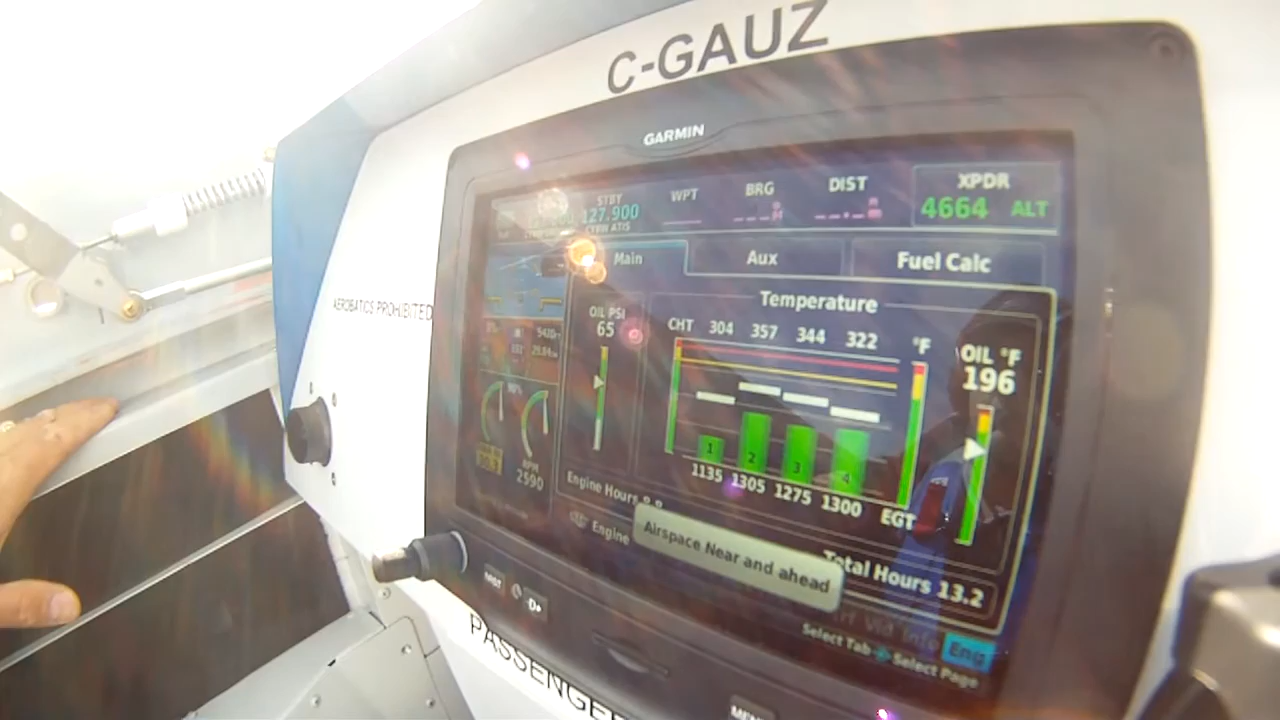 C-GAUZ
GARMIN
STBY
127.900
WPT
BRG
DIST
XPDR
4664 ALT
Main
Aux
Fuel Calc
AEROBATICS PROHIBITED
OIL PSI
65
Temperature
CHT 304 357 344 322 °F
OIL °F
196
1 2 3 4
1135 1305 1275 1300 EGT
RPM
2590
Engine Hours
Engine
Airspace Near and ahead
Total Hours 13.2
Vid Info Eng
Select Tab Select Page
PASSENGER